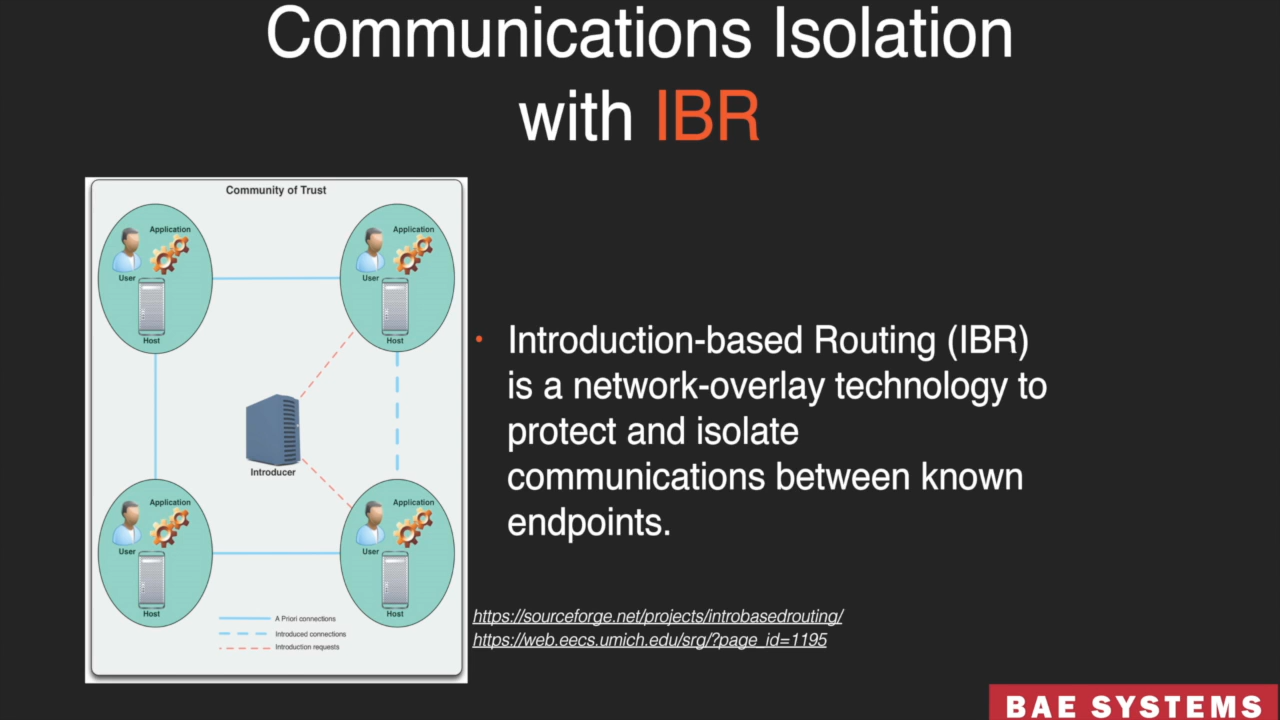 Communications Isolation
with IBR
Community of Trust
Application
User
Host
Application
User
Host
Introducer
Application
User
Host
Application
User
Host
A Priori connections
Introduced connections
Introduction requests
• Introduction-based Routing (IBR)
is a network-overlay technology to
protect and isolate
communications between known
endpoints.
https://sourceforge.net/projects/introbasedrouting/
https://web.eecs.umich.edu/srg/?page_id=1195
BAE SYSTEMS